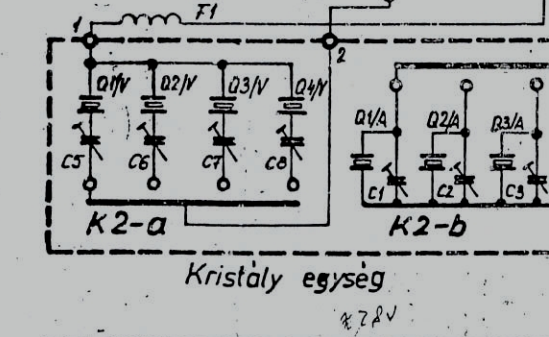 F1
1
2
Q1/V Q2/V Q3/V Q4/V
Q1/A Q2/A Q3/A
C5 C6 C7 C8
C1 C2 C3
K2-a K2-b
Kristály egység